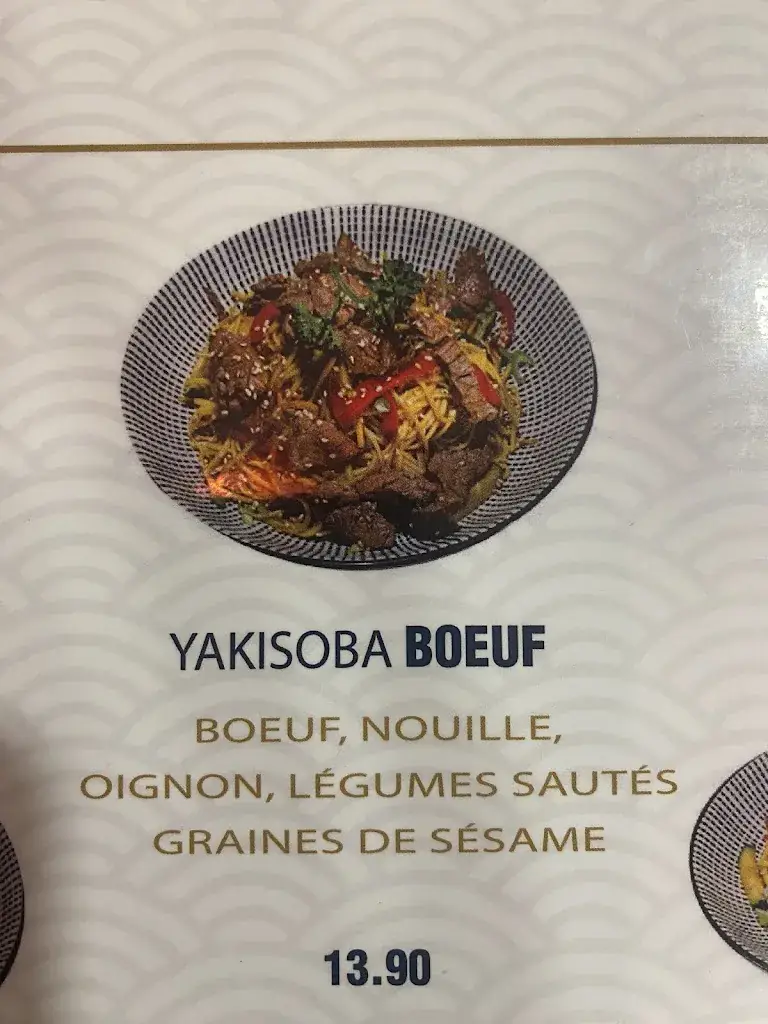 YAKISOBA BOEUF
BOEUF, NOUILLE,
OIGNON, LÉGUMES SAUTÉS
GRAINES DE SÉSAME
13.90